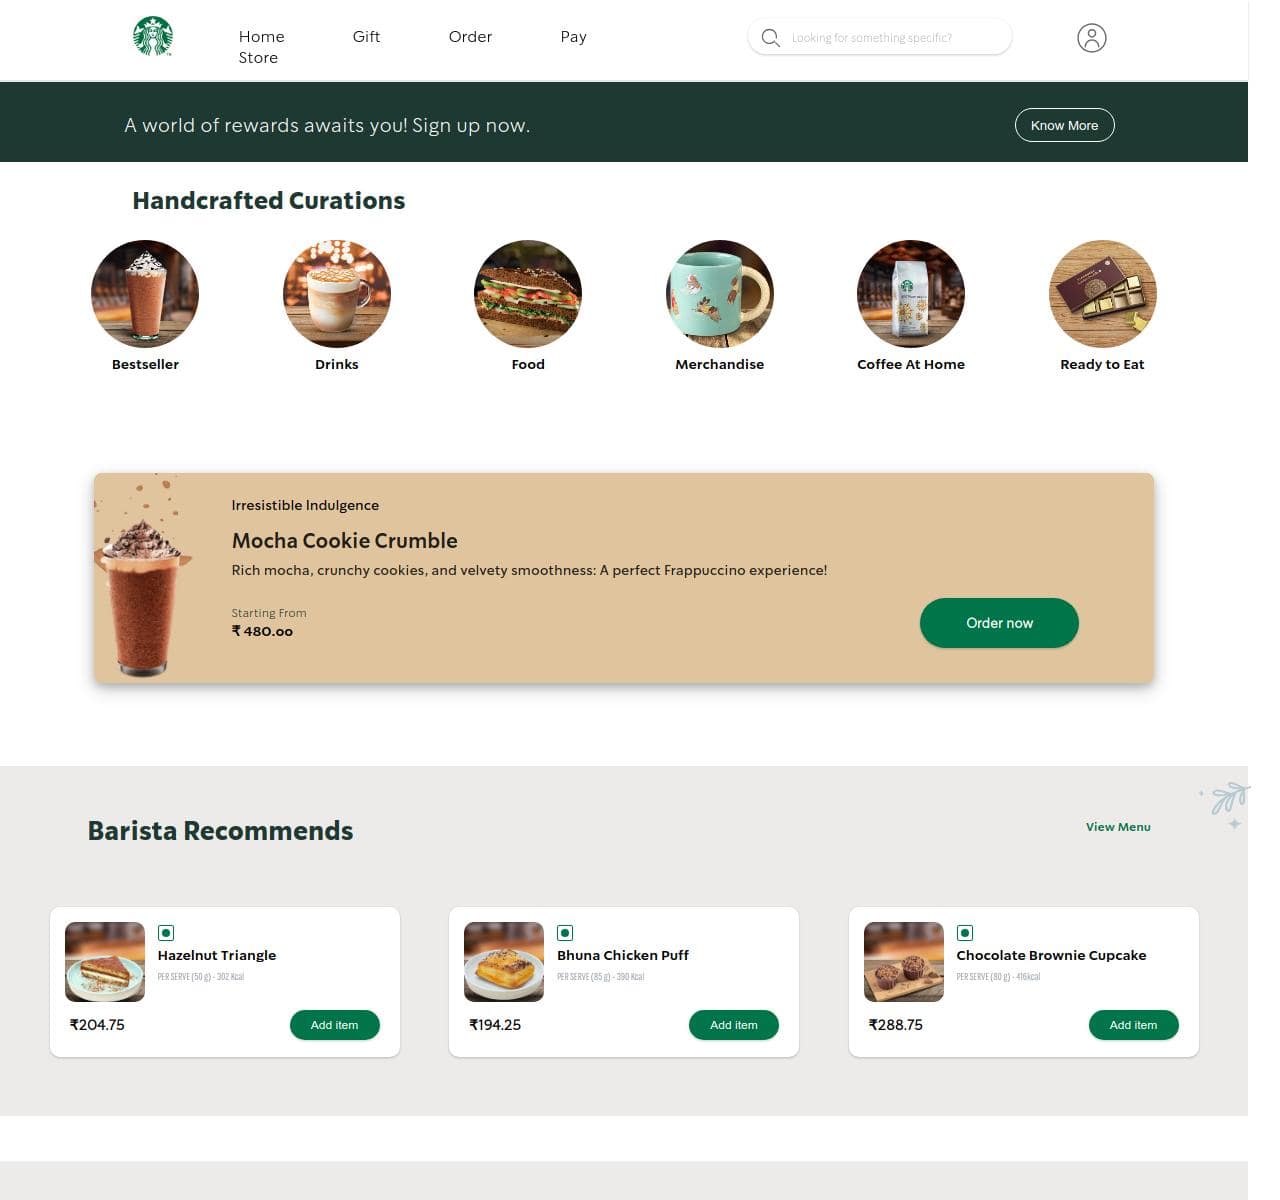 Home
Gift
Order
Pay
Store
Looking for something specific?
A world of rewards awaits you! Sign up now.
Know More
Handcrafted Curations
Bestseller
Drinks
Food
Merchandise
Coffee At Home
Ready to Eat
Irresistible Indulgence
Mocha Cookie Crumble
Rich mocha, crunchy cookies, and velvety smoothness: A perfect Frappuccino experience!
Starting From
₹ 480.oo
Order now
Barista Recommends
View Menu
Hazelnut Triangle
PER SERVE (50 g) - 302 Kcal
₹204.75
Add item
Bhuna Chicken Puff
PER SERVE (85 g) - 390 Kcal
₹194.25
Add item
Chocolate Brownie Cupcake
PER SERVE (80 g) - 416kcal
₹288.75
Add item